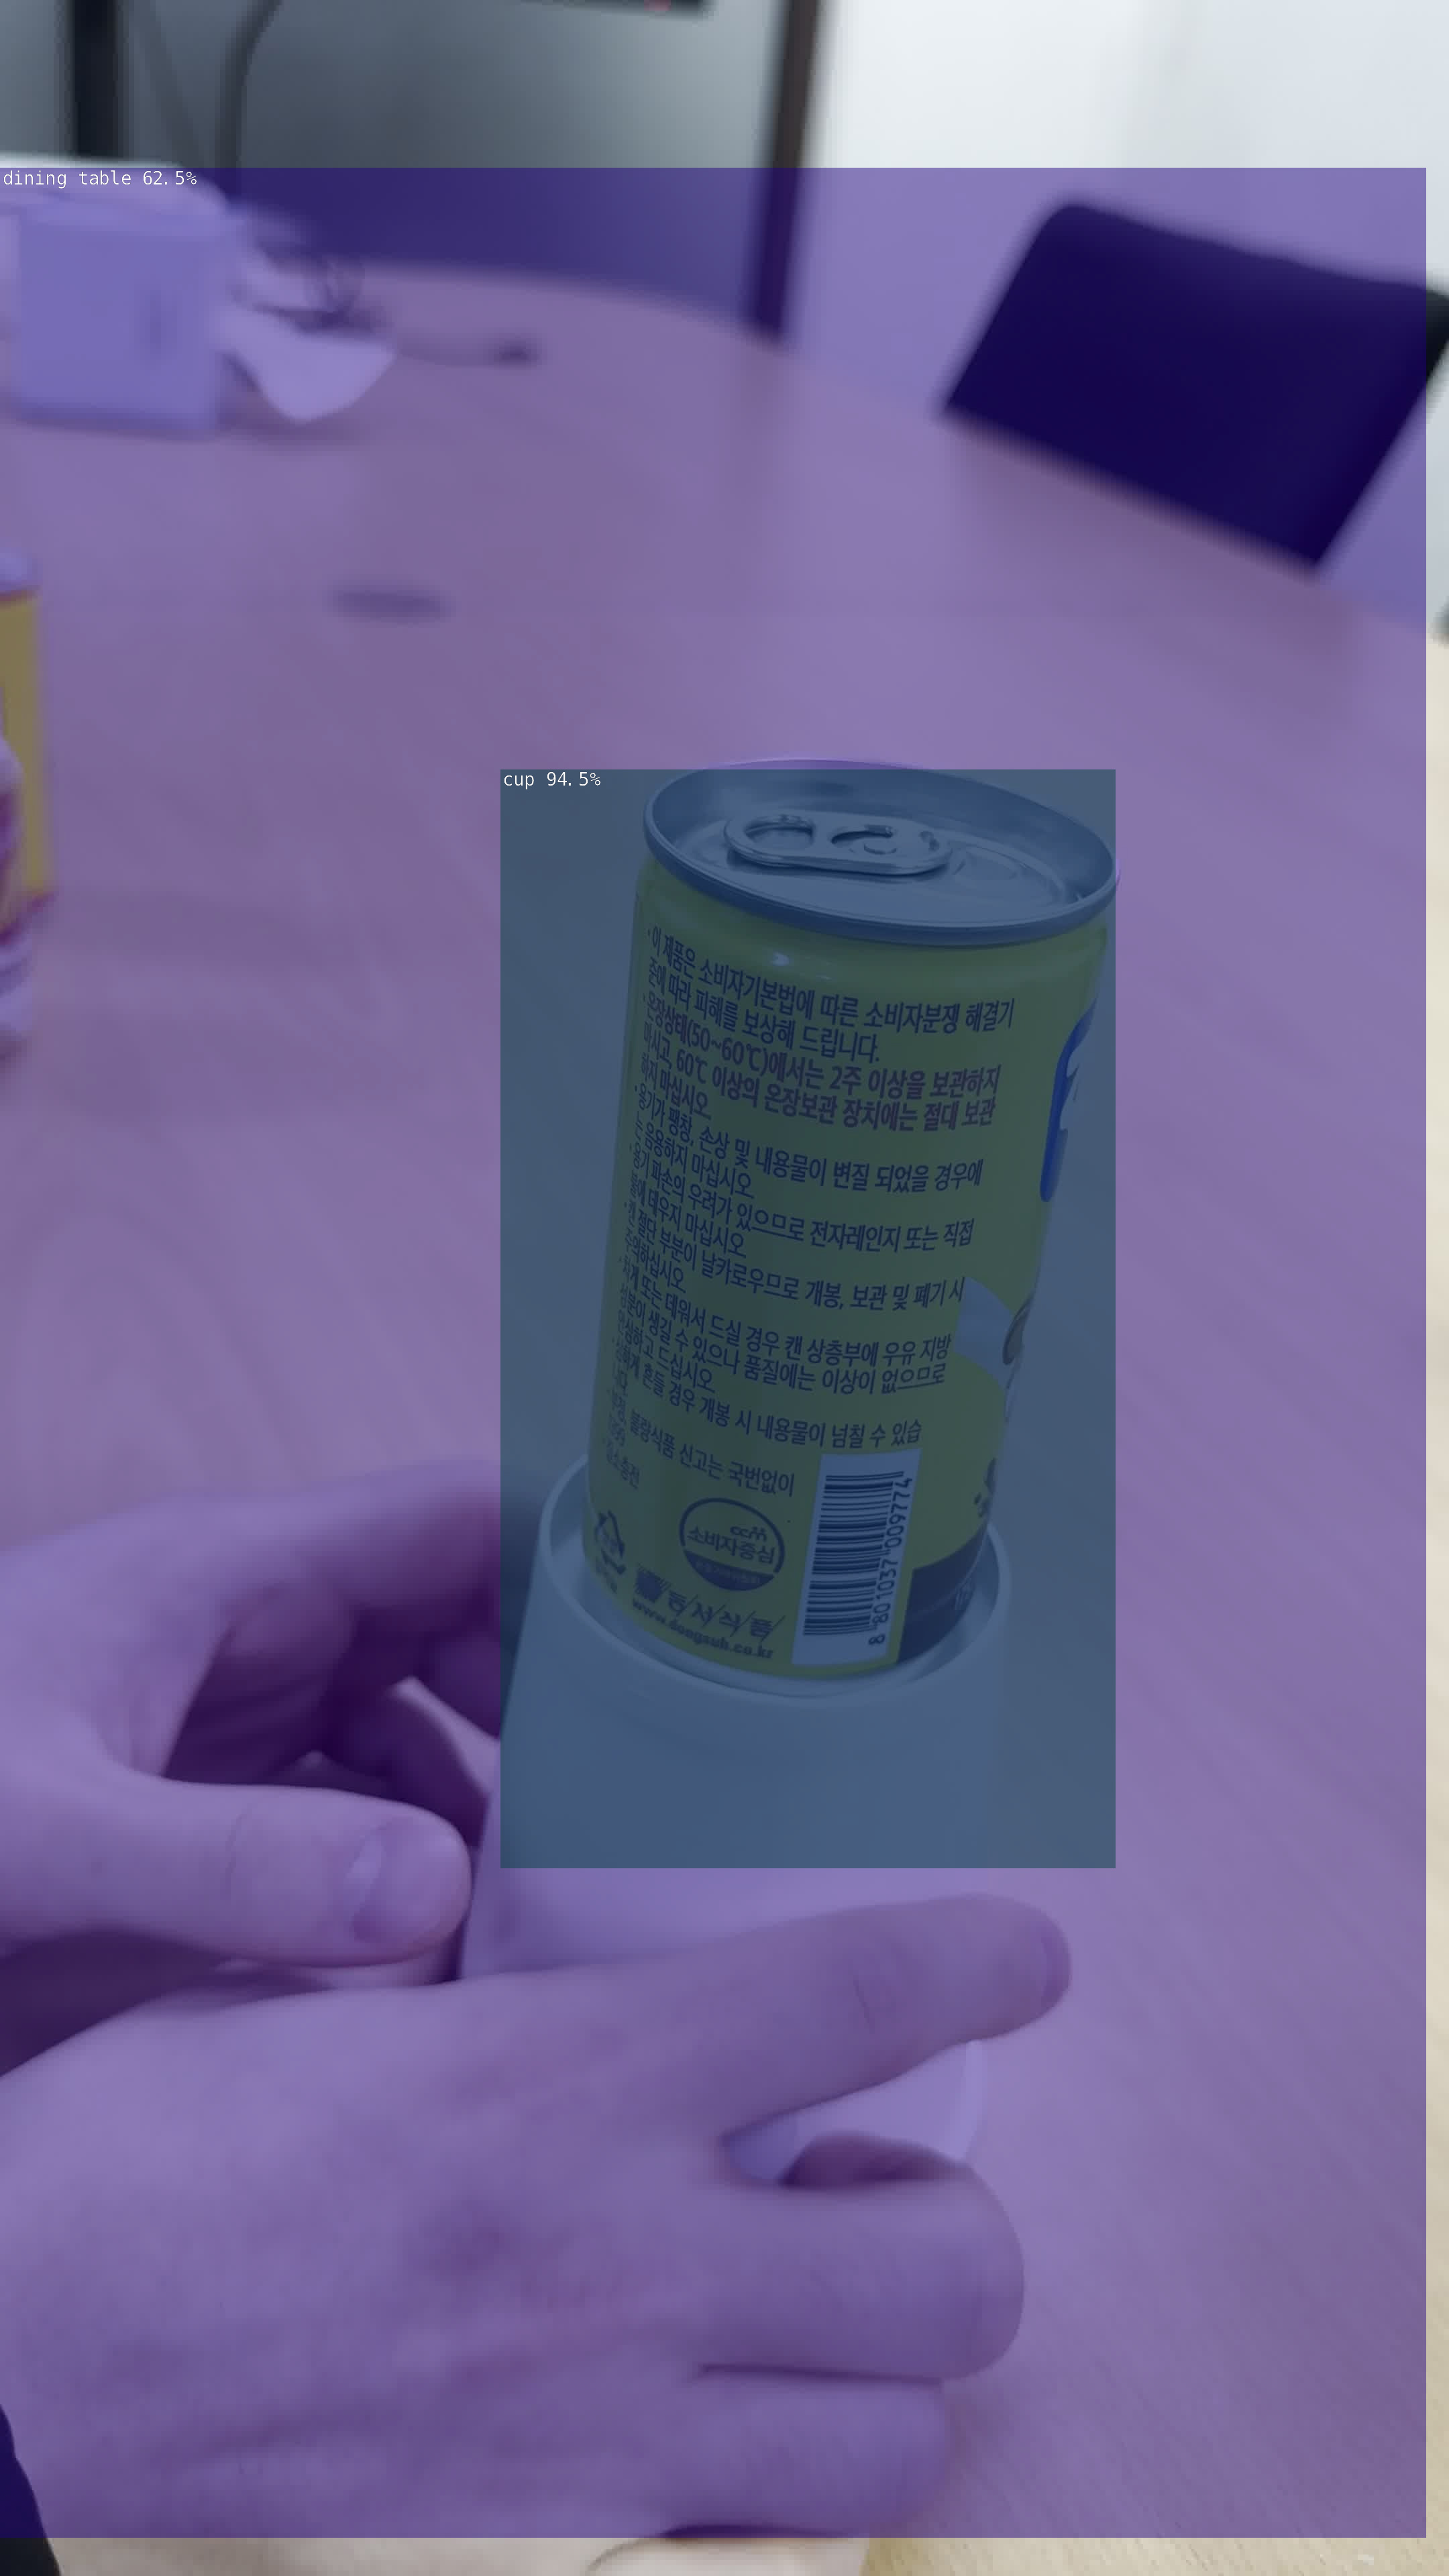 dining table 62.5%
cup 94.5%
· 이 제품은 소비자기본법에 따른 소비자분쟁 해결기
준에 따라 피해를 보상해 드립니다.
· 온장상태(50~60℃)에서는 2주 이상을 보관하지
마시고, 60℃ 이상의 온장보관 장치에는 절대 보관
하지 마십시오.
· 용기가 팽창, 손상 및 내용물이 변질 되었을 경우에
는 음용하지 마십시오
· 용기 파손의 우려가 있으므로 전자레인지 또는 직접
불에 데우지 마십시오
· 캔 절단 부분이 날카로우므로 개봉, 보관 및 폐기 시
주의하십시오
· 차게 또는 데워서 드실 경우 캔 상층부에 우유 지방
성분이 생길 수 있으나 품질에는 이상이 없으므로
안심하고 드십시오
· 심하게 흔들 경우 개봉 시 내용물이 넘칠 수 있습
니다
· 부정, 불량식품 신고는 국번없이
1399
· 질소충전
ccm
소비자중심
동서식품
www.dongsuh.co.kr
8 801037 009774